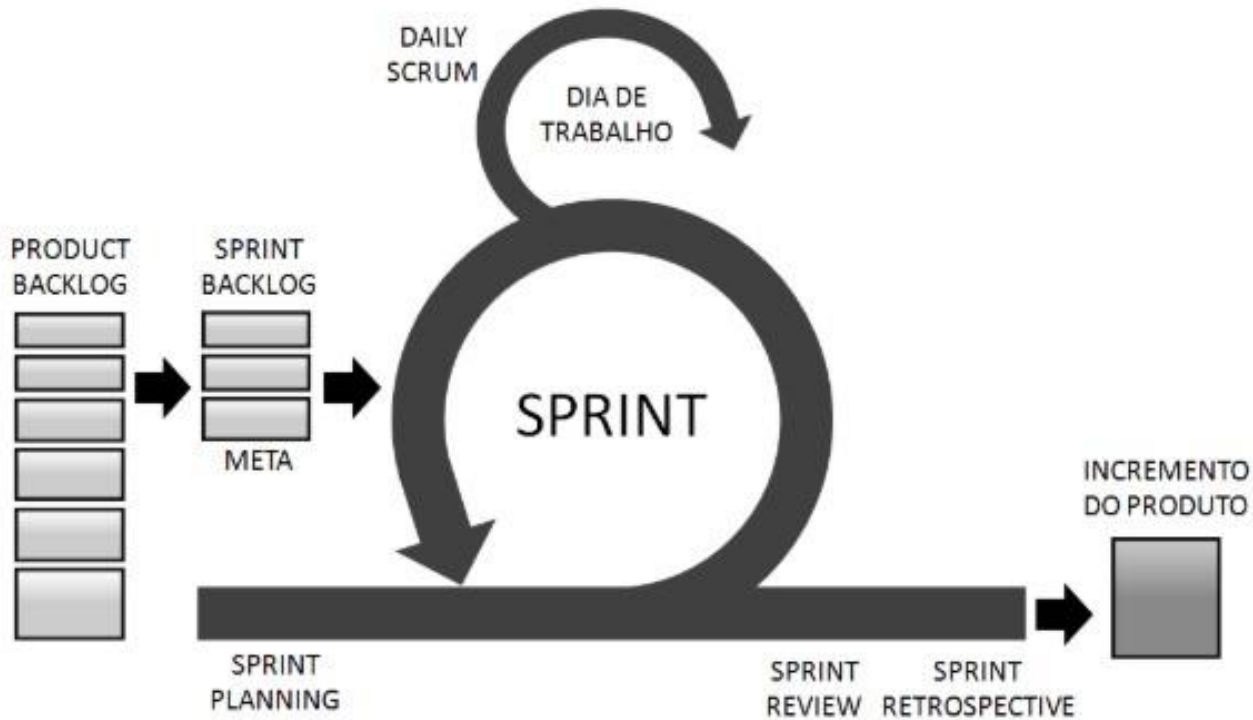 DAILY
SCRUM
DIA DE
TRABALHO
PRODUCT
BACKLOG
SPRINT
BACKLOG
META
SPRINT
INCREMENTO
DO PRODUTO
SPRINT
PLANNING
SPRINT
REVIEW
SPRINT
RETROSPECTIVE